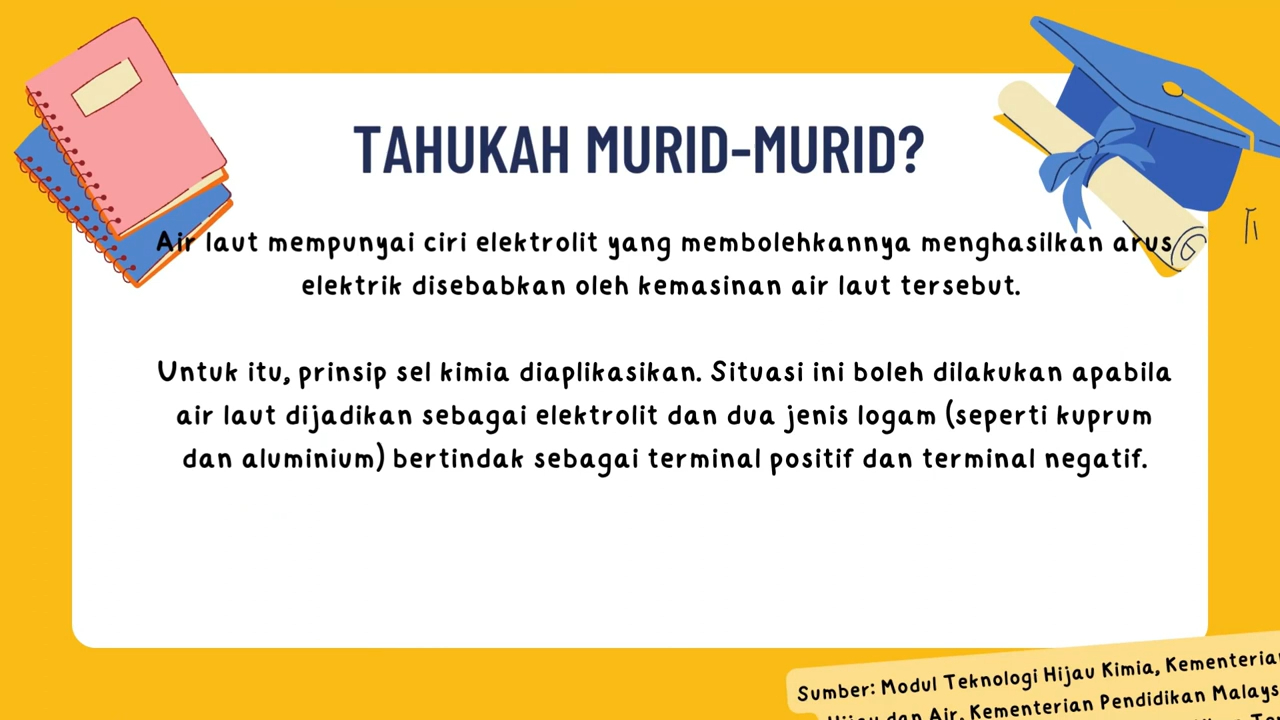 TAHUKAH MURID-MURID?
Air laut mempunyai ciri elektrolit yang membolehkannya menghasilkan arus
elektrik disebabkan oleh kemasinan air laut tersebut.
Untuk itu, prinsip sel kimia diaplikasikan. Situasi ini boleh dilakukan apabila
air laut dijadikan sebagai elektrolit dan dua jenis logam (seperti kuprum
dan aluminium) bertindak sebagai terminal positif dan terminal negatif.
Sumber: Modul Teknologi Hijau Kimia, Kementerian
Hijau dan Air, Kementerian Pendidikan